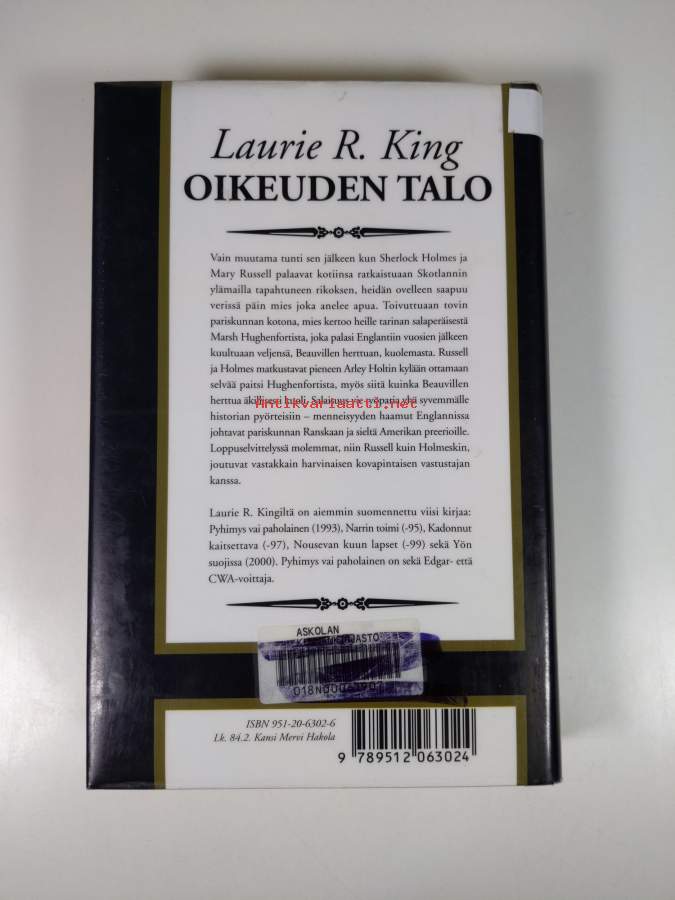 Laurie R. King
OIKEUDEN TALO
Vain muutama tunti sen jälkeen kun Sherlock Holmes ja
Mary Russell palaavat kotiinsa ratkaistuaan Skotlannin
ylämailla tapahtuneen rikoksen, heidän ovelleen saapuu
verissä päin mies joka anelee apua. Toivuttuaan tovin
pariskunnan kotona, mies kertoo heille tarinan salaperäisestä
Marsh Hughenfortista, joka palasi Englantiin vuosien jälkeen
kuultuaan veljensä, Beauvillen herttuan, kuolemasta. Russell
ja Holmes matkustavat pieneen Arley Holtin kylään ottamaan
selvää paitsi Hughenfortista, myös siitä kuinka Beauvillen
herttua äkillisesti kuoli. Salaisuus vie työparia yhä syvemmälle
Antikvariaatti.net
historian pyörteisiin – menneisyyden haamut Englannissa
johtavat pariskunnan Ranskaan ja sieltä Amerikan preerioille.
Loppuselvittelyssä molemmat, niin Russell kuin Holmeskin,
joutuvat vastakkain harvinaisen kovapintaisen vastustajan
kanssa.
Laurie R. Kingiltä on aiemmin suomennettu viisi kirjaa:
Pyhimys vai paholainen (1993), Narrin toimi (-95), Kadonnut
kaitsettava (-97), Nousevan kuun lapset (-99) sekä Yön
suojissa (2000). Pyhimys vai paholainen on sekä Edgar- että
CWA-voittaja.
ASKOLAN
ISBN 951-20-6302-6
Lk. 84.2. Kansi Mervi Hakola
9 789512 063024